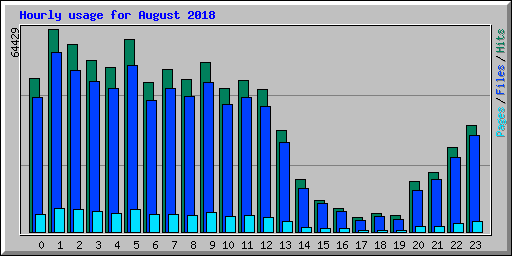 Hourly usage for August 2018
64429
Pages/Files/Hits
0 1 2 3 4 5 6 7 8 9 10 11 12 13 14 15 16 17 18 19 20 21 22 23